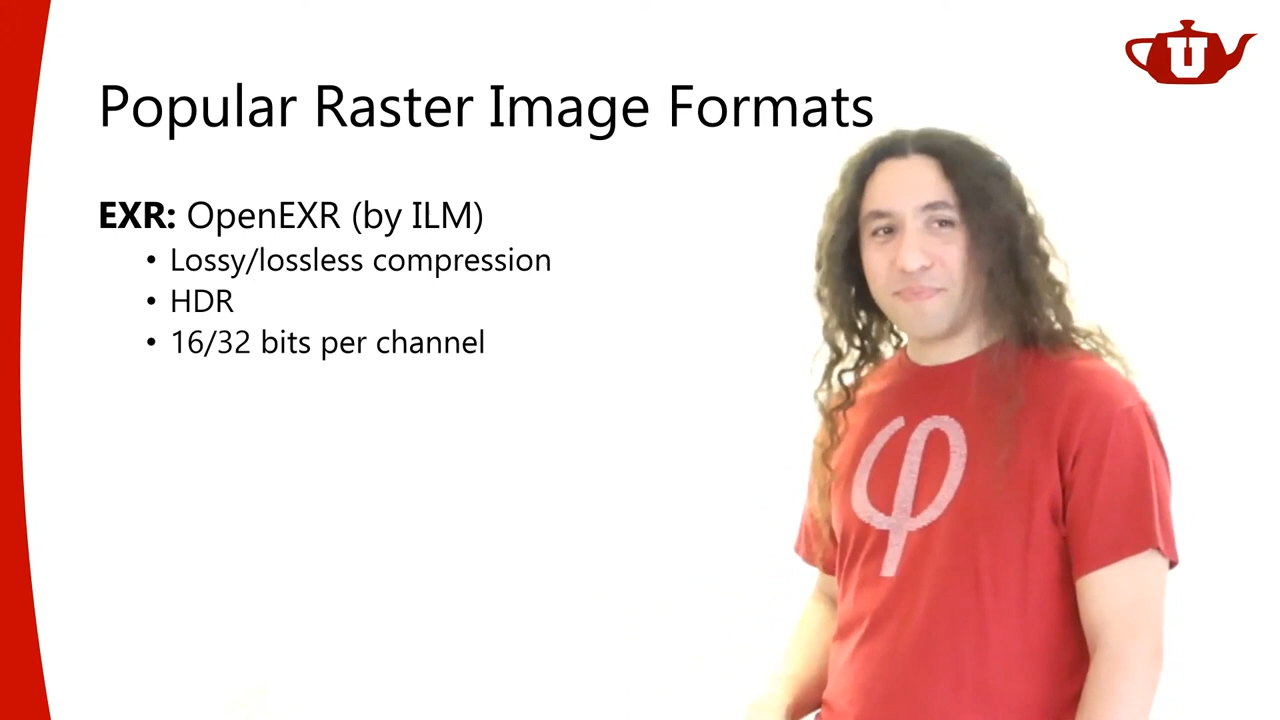 U
Popular Raster Image Formats
EXR: OpenEXR (by ILM)
• Lossy/lossless compression
• HDR
• 16/32 bits per channel
φ